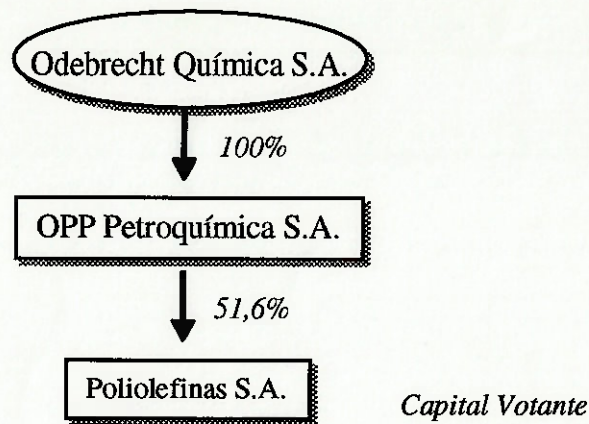 Odebrecht Química S.A.
100%
OPP Petroquímica S.A.
51,6%
Poliolefinas S.A.
Capital Votante